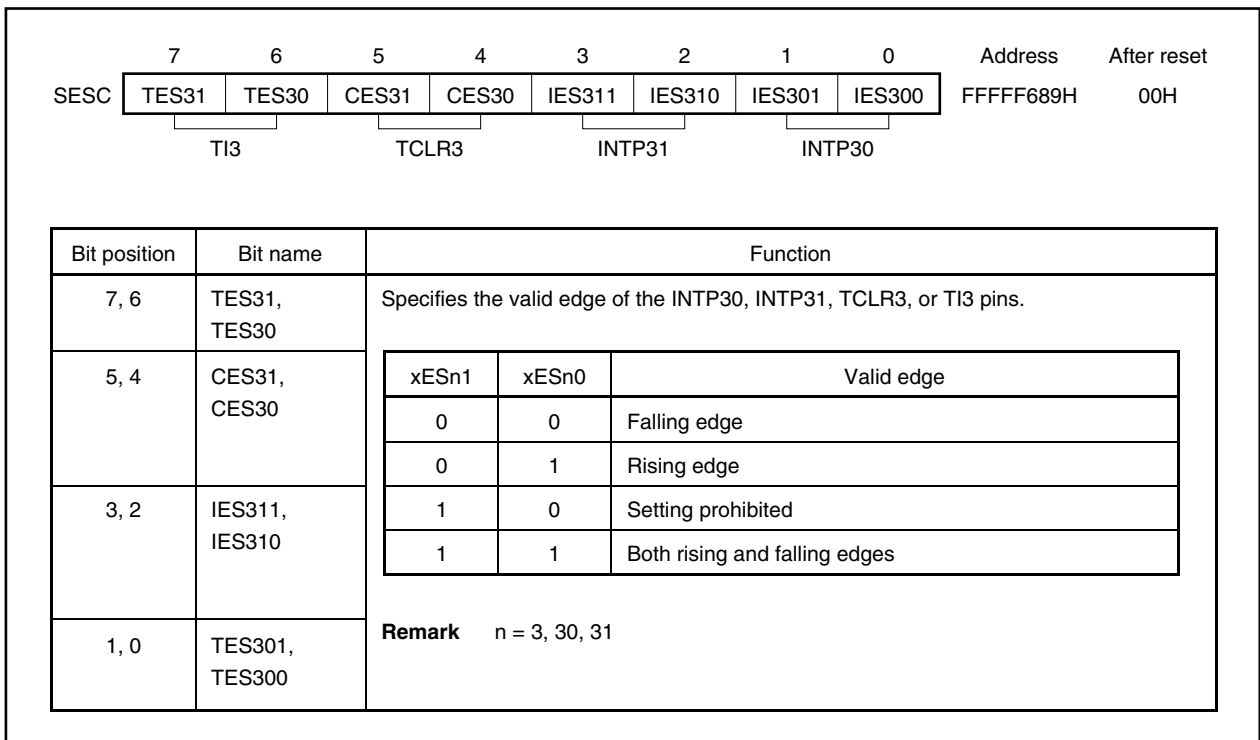 7 6 5 4 3 2 1 0 Address After reset
SESC TES31 TES30 CES31 CES30 IES311 IES310 IES301 IES300 FFFFF689H 00H
TI3 TCLR3 INTP31 INTP30
Bit position Bit name Function
7, 6 TES31, TES30 Specifies the valid edge of the INTP30, INTP31, TCLR3, or TI3 pins.
5, 4 CES31, CES30
xESn1 xESn0 Valid edge
0 0 Falling edge
0 1 Rising edge
3, 2 IES311, IES310
1 0 Setting prohibited
1 1 Both rising and falling edges
1, 0 TES301, TES300
Remark n = 3, 30, 31